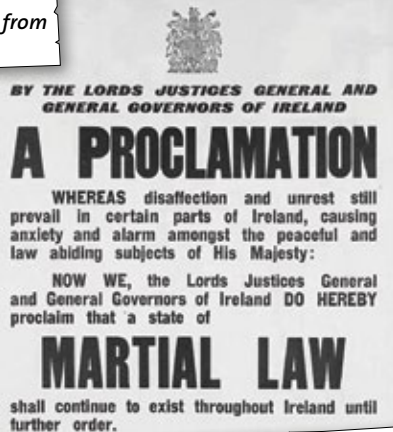 from
BY THE LORDS JUSTICES GENERAL AND
GENERAL GOVERNORS OF IRELAND
A PROCLAMATION
WHEREAS disaffection and unrest still
prevail in certain parts of Ireland, causing
anxiety and alarm amongst the peaceful and
law abiding subjects of His Majesty:
NOW WE, the Lords Justices General
and General Governors of Ireland DO HEREBY
proclaim that a state of
MARTIAL LAW
shall continue to exist throughout Ireland until
further order.